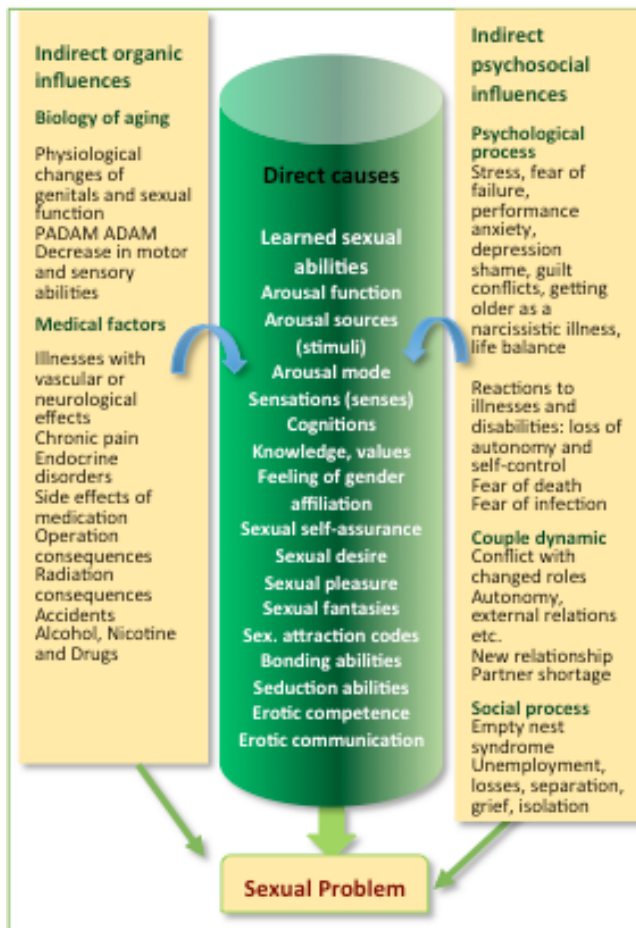 Indirect organic
influences
Biology of aging
Physiological
changes of
genitals and sexual
function
PADAM ADAM
Decrease in motor
and sensory
abilities
Medical factors
Illnesses with
vascular or
neurological
effects
Chronic pain
Endocrine
disorders
Side effects of
medication
Operation
consequences
Radiation
consequences
Accidents
Alcohol, Nicotine
and Drugs
Direct causes
Learned sexual
abilities
Arousal function
Arousal sources
(stimuli)
Arousal mode
Sensations (senses)
Cognitions
Knowledge, values
Feeling of gender
affiliation
Sexual self-assurance
Sexual desire
Sexual pleasure
Sexual fantasies
Sex. attraction codes
Bonding abilities
Seduction abilities
Erotic competence
Erotic communication
Indirect
psychosocial
influences
Psychological
process
Stress, fear of
failure,
performance
anxiety,
depression
shame, guilt
conflicts, getting
older as a
narcissistic illness,
life balance
Reactions to
illnesses and
disabilities: loss of
autonomy and
self-control
Fear of death
Fear of infection
Couple dynamic
Conflict with
changed roles
Autonomy,
external relations
etc.
New relationship
Partner shortage
Social process
Empty nest
syndrome
Unemployment,
losses, separation,
grief, isolation
Sexual Problem